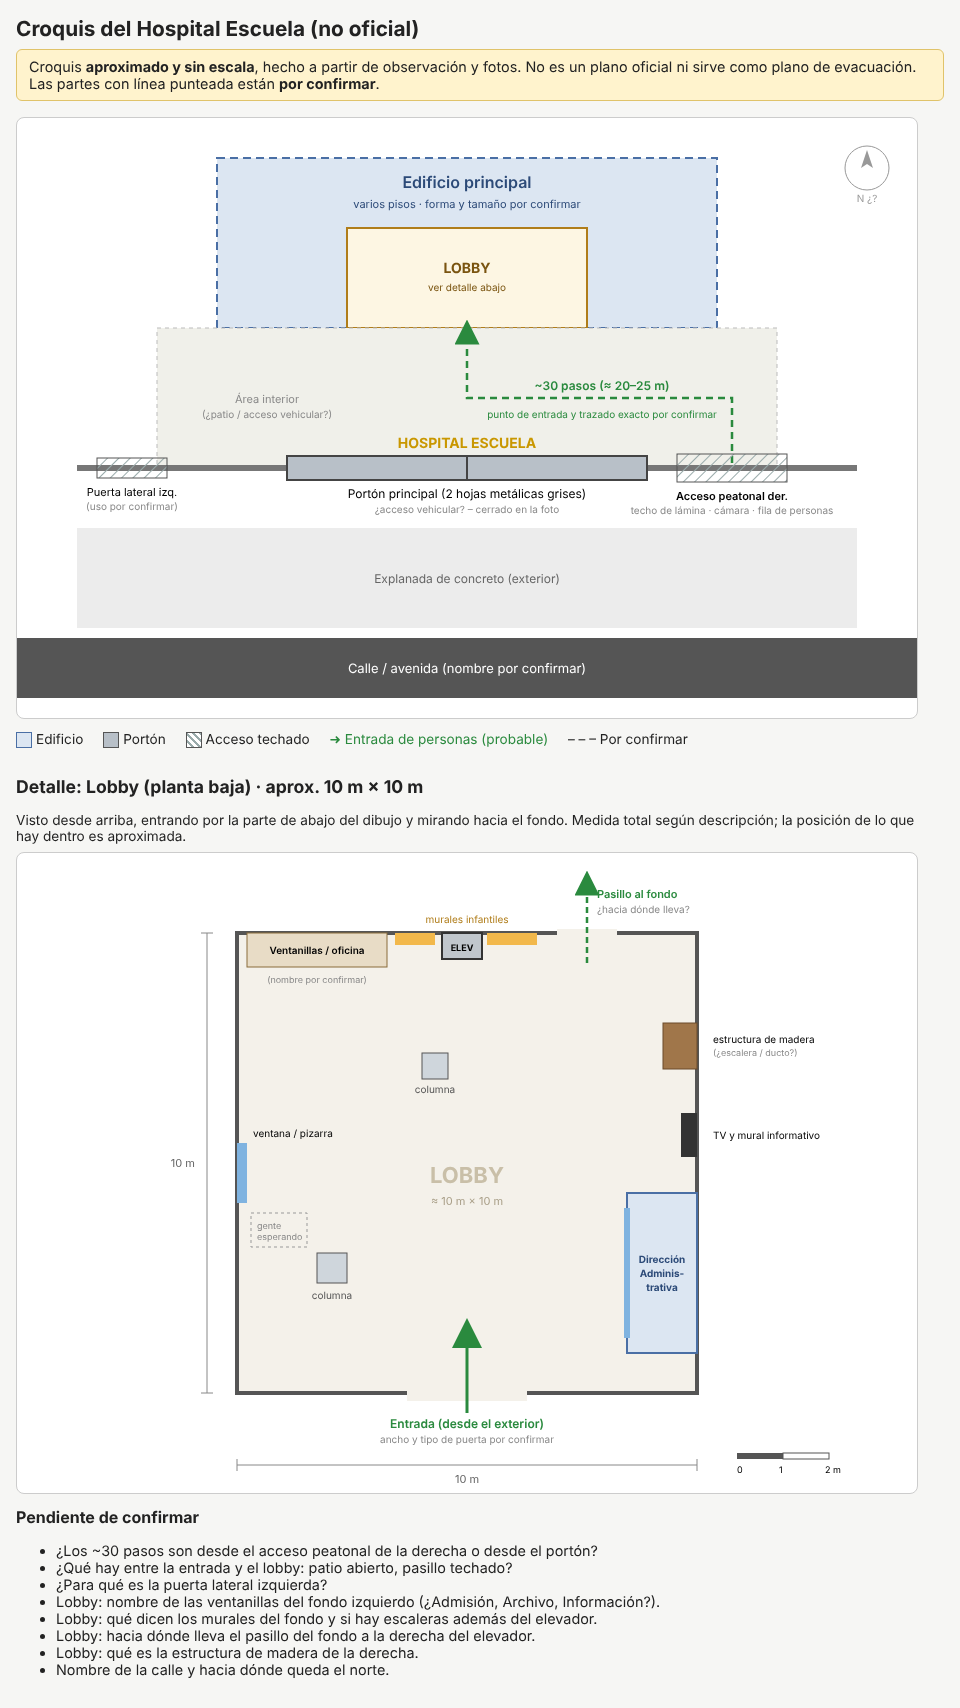 Croquis del Hospital Escuela (no oficial)
Croquis aproximado y sin escala, hecho a partir de observación y fotos. No es un plano oficial ni sirve como plano de evacuación.
Las partes con línea punteada están por confirmar.
Edificio principal
varios pisos · forma y tamaño por confirmar
N ¿?
LOBBY
ver detalle abajo
~30 pasos (≈ 20–25 m)
punto de entrada y trazado exacto por confirmar
Área interior
(¿patio / acceso vehicular?)
HOSPITAL ESCUELA
Puerta lateral izq.
(uso por confirmar)
Portón principal (2 hojas metálicas grises)
¿acceso vehicular? – cerrado en la foto
Acceso peatonal der.
techo de lámina · cámara · fila de personas
Explanada de concreto (exterior)
Calle / avenida (nombre por confirmar)
Edificio Portón Acceso techado ➔ Entrada de personas (probable) – – – Por confirmar
Detalle: Lobby (planta baja) · aprox. 10 m × 10 m
Visto desde arriba, entrando por la parte de abajo del dibujo y mirando hacia el fondo. Medida total según descripción; la posición de lo que
hay dentro es aproximada.
Pasillo al fondo
¿hacia dónde lleva?
murales infantiles
Ventanillas / oficina
ELEV
(nombre por confirmar)
estructura de madera
(¿escalera / ducto?)
columna
ventana / pizarra
TV y mural informativo
10 m
LOBBY
≈ 10 m × 10 m
gente
esperando
columna
Dirección
Adminis-
trativa
Entrada (desde el exterior)
ancho y tipo de puerta por confirmar
10 m
0 1 2 m
Pendiente de confirmar
• ¿Los ~30 pasos son desde el acceso peatonal de la derecha o desde el portón?
• ¿Qué hay entre la entrada y el lobby: patio abierto, pasillo techado?
• ¿Para qué es la puerta lateral izquierda?
• Lobby: nombre de las ventanillas del fondo izquierdo (¿Admisión, Archivo, Información?).
• Lobby: qué dicen los murales del fondo y si hay escaleras además del elevador.
• Lobby: hacia dónde lleva el pasillo del fondo a la derecha del elevador.
• Lobby: qué es la estructura de madera de la derecha.
• Nombre de la calle y hacia dónde queda el norte.